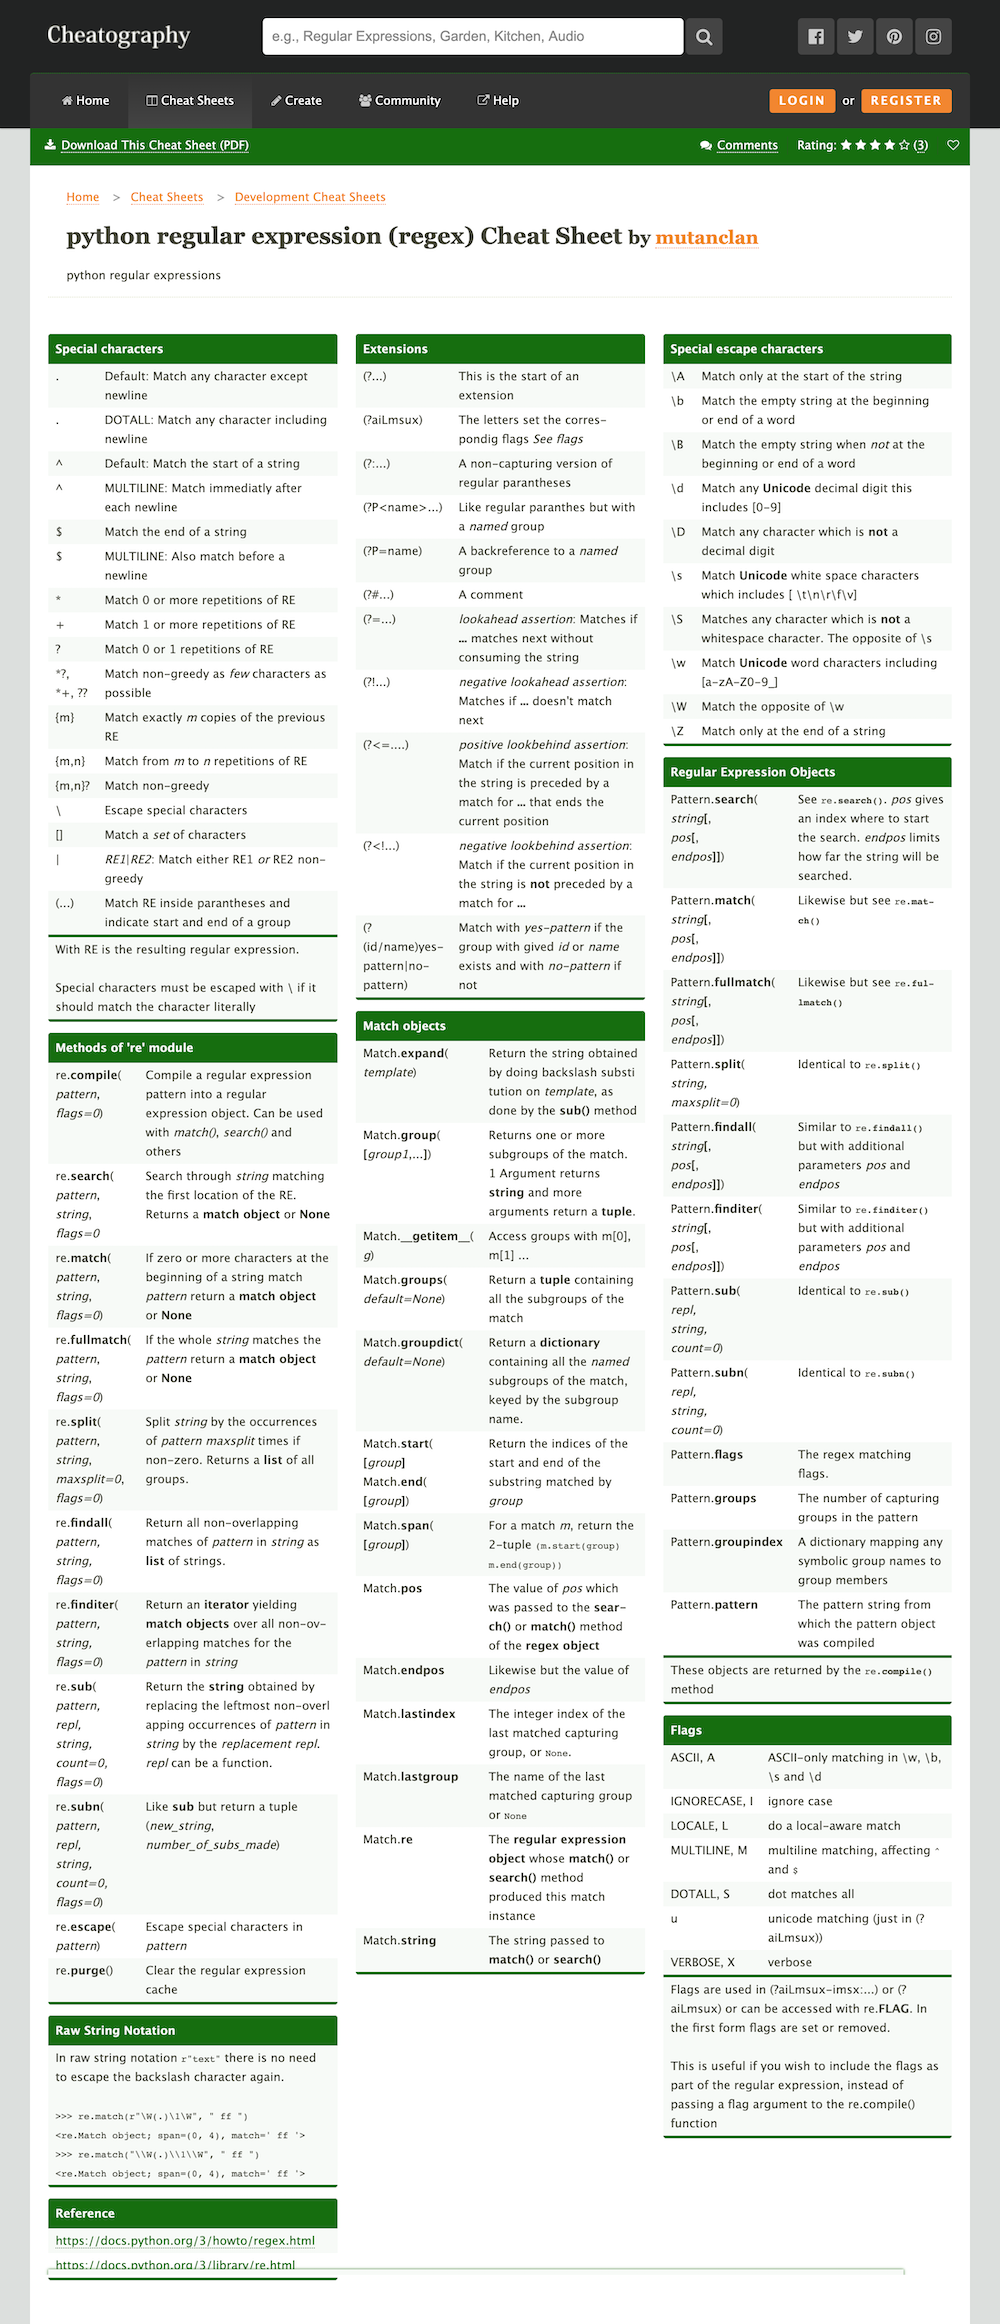 Cheatography
e.g., Regular Expressions, Garden, Kitchen, Audio
Home
Cheat Sheets
Create
Community
Help
LOGIN or REGISTER
Download This Cheat Sheet (PDF)
Comments
Rating: ★★★★☆ (3)
Home > Cheat Sheets > Development Cheat Sheets
python regular expression (regex) Cheat Sheet by mutanclan
python regular expressions
Special characters
. Default: Match any character except
newline
. DOTALL: Match any character including
newline
^ Default: Match the start of a string
^ MULTILINE: Match immediatly after
each newline
$ Match the end of a string
$ MULTILINE: Also match before a
newline
* Match 0 or more repetitions of RE
+ Match 1 or more repetitions of RE
? Match 0 or 1 repetitions of RE
*?, Match non-greedy as few characters as
*+, ?? possible
{m} Match exactly m copies of the previous
RE
{m,n} Match from m to n repetitions of RE
{m,n}? Match non-greedy
\ Escape special characters
[] Match a set of characters
| RE1|RE2: Match either RE1 or RE2 non-
greedy
(...) Match RE inside parantheses and
indicate start and end of a group
With RE is the resulting regular expression.
Special characters must be escaped with \ if it
should match the character literally
Methods of 're' module
re.compile( Compile a regular expression
pattern, pattern into a regular
flags=0) expression object. Can be used
with match(), search() and
others
re.search( Search through string matching
pattern, the first location of the RE.
string, Returns a match object or None
flags=0
re.match( If zero or more characters at the
pattern, beginning of a string match
string, pattern return a match object
flags=0) or None
re.fullmatch( If the whole string matches the
pattern, pattern return a match object
string, or None
flags=0)
re.split( Split string by the occurrences
pattern, of pattern maxsplit times if
string, non-zero. Returns a list of all
maxsplit=0, groups.
flags=0)
re.findall( Return all non-overlapping
pattern, matches of pattern in string as
string, list of strings.
flags=0)
re.finditer( Return an iterator yielding
pattern, match objects over all non-ov-
string, erlapping matches for the
flags=0) pattern in string
re.sub( Return the string obtained by
pattern, replacing the leftmost non-overl
repl, apping occurrences of pattern in
string, string by the replacement repl.
count=0, repl can be a function.
flags=0)
re.subn( Like sub but return a tuple
pattern, (new_string,
repl, number_of_subs_made)
string,
count=0,
flags=0)
re.escape( Escape special characters in
pattern) pattern
re.purge() Clear the regular expression
cache
Raw String Notation
In raw string notation r"text" there is no need
to escape the backslash character again.
>>> re.match(r"\W(.)\1\W", " ff ")
<re.Match object; span=(0, 4), match=' ff '>
>>> re.match("\\W(.)\\1\\W", " ff ")
<re.Match object; span=(0, 4), match=' ff '>
Reference
https://docs.python.org/3/howto/regex.html
https://docs.python.org/3/library/re.html
Extensions
(?...) This is the start of an
extension
(?aiLmsux) The letters set the corres-
pondig flags See flags
(?:...) A non-capturing version of
regular parantheses
(?P<name>...) Like regular paranthes but with
a named group
(?P=name) A backreference to a named
group
(?#...) A comment
(?=...) lookahead assertion: Matches if
... matches next without
consuming the string
(?!...) negative lookahead assertion:
Matches if ... doesn't match
next
(?<=....) positive lookbehind assertion:
Match if the current position in
the string is preceded by a
match for ... that ends the
current position
(?<!...) negative lookbehind assertion:
Match if the current position in
the string is not preceded by a
match for ...
(? Match with yes-pattern if the
(id/name)yes- group with gived id or name
pattern|no- exists and with no-pattern if
pattern) not
Match objects
Match.expand( Return the string obtained
template) by doing backslash substi
tution on template, as
done by the sub() method
Match.group( Returns one or more
[group1,...]) subgroups of the match.
1 Argument returns
string and more
arguments return a tuple.
Match.__getitem__( Access groups with m[0],
g) m[1] ...
Match.groups( Return a tuple containing
default=None) all the subgroups of the
match
Match.groupdict( Return a dictionary
default=None) containing all the named
subgroups of the match,
keyed by the subgroup
name.
Match.start( Return the indices of the
[group] start and end of the
Match.end( substring matched by
[group]) group
Match.span( For a match m, return the
[group]) 2-tuple (m.start(group)
m.end(group))
Match.pos The value of pos which
was passed to the sear-
ch() or match() method
of the regex object
Match.endpos Likewise but the value of
endpos
Match.lastindex The integer index of the
last matched capturing
group, or None.
Match.lastgroup The name of the last
matched capturing group
or None
Match.re The regular expression
object whose match() or
search() method
produced this match
instance
Match.string The string passed to
match() or search()
Special escape characters
\A Match only at the start of the string
\b Match the empty string at the beginning
or end of a word
\B Match the empty string when not at the
beginning or end of a word
\d Match any Unicode decimal digit this
includes [0-9]
\D Match any character which is not a
decimal digit
\s Match Unicode white space characters
which includes [ \t\n\r\f\v]
\S Matches any character which is not a
whitespace character. The opposite of \s
\w Match Unicode word characters including
[a-zA-Z0-9_]
\W Match the opposite of \w
\Z Match only at the end of a string
Regular Expression Objects
Pattern.search( See re.search(). pos gives
string[, an index where to start
pos[, the search. endpos limits
endpos]]) how far the string will be
searched.
Pattern.match( Likewise but see re.mat-
string[, ch()
pos[,
endpos]])
Pattern.fullmatch( Likewise but see re.ful-
string[, lmatch()
pos[,
endpos]])
Pattern.split( Identical to re.split()
string,
maxsplit=0)
Pattern.findall( Similar to re.findall()
string[, but with additional
pos[, parameters pos and
endpos]]) endpos
Pattern.finditer( Similar to re.finditer()
string[, but with additional
pos[, parameters pos and
endpos]]) endpos
Pattern.sub( Identical to re.sub()
repl,
string,
count=0)
Pattern.subn( Identical to re.subn()
repl,
string,
count=0)
Pattern.flags The regex matching
flags.
Pattern.groups The number of capturing
groups in the pattern
Pattern.groupindex A dictionary mapping any
symbolic group names to
group members
Pattern.pattern The pattern string from
which the pattern object
was compiled
These objects are returned by the re.compile()
method
Flags
ASCII, A ASCII-only matching in \w, \b,
\s and \d
IGNORECASE, I ignore case
LOCALE, L do a local-aware match
MULTILINE, M multiline matching, affecting ^
and $
DOTALL, S dot matches all
u unicode matching (just in (?
aiLmsux))
VERBOSE, X verbose
Flags are used in (?aiLmsux-imsx:...) or (?
aiLmsux) or can be accessed with re.FLAG. In
the first form flags are set or removed.
This is useful if you wish to include the flags as
part of the regular expression, instead of
passing a flag argument to the re.compile()
function